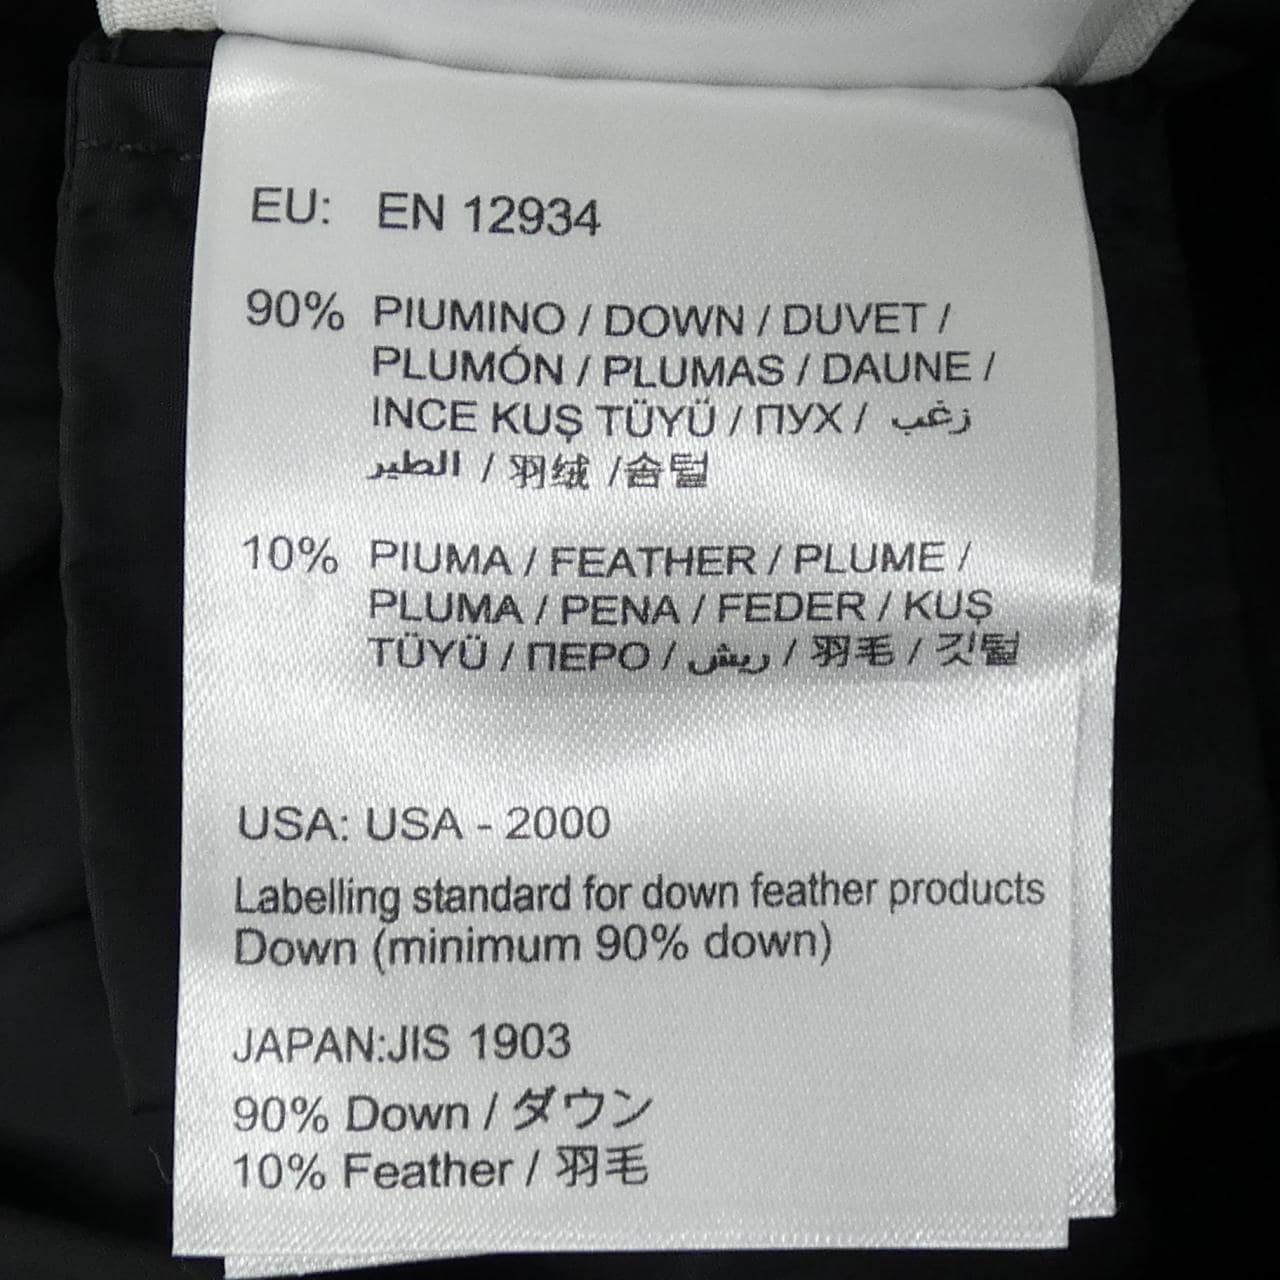 EU: EN 12934
90% PIUMINO / DOWN / DUVET /
PLUMÓN / PLUMAS / DAUNE /
INCE KUŞ TÜYÜ / ПУХ / زغب
الطير / 羽绒 /솜털
10% PIUMA / FEATHER / PLUME /
PLUMA / PENA / FEDER / KUŞ
TÜYÜ / ПЕРО / ريش / 羽毛 / 깃털
USA: USA - 2000
Labelling standard for down feather products
Down (minimum 90% down)
JAPAN:JIS 1903
90% Down / ダウン
10% Feather / 羽毛